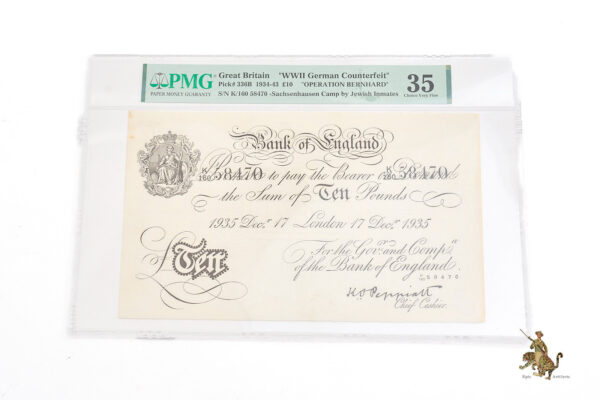 PMG
PAPER MONEY GUARANTY
Great Britain "WWII German Counterfeit"
Pick# 336B 1934-43 £10 "OPERATION BERNHARD"
S/N K/160 58470 -Sachsenhausen Camp by Jewish Inmates
35
Choice Very Fine
Bank of England
K/160 58470 K/160 58470
to pay the Bearer on Demand
the Sum of Ten Pounds
1935 Decr. 17 London 17 Decr. 1935
For the Govr. and Compa.
of the Bank of England.
58470
£Ten
K.O. Peppiatt
Chief Cashier.
Epic Artifacts